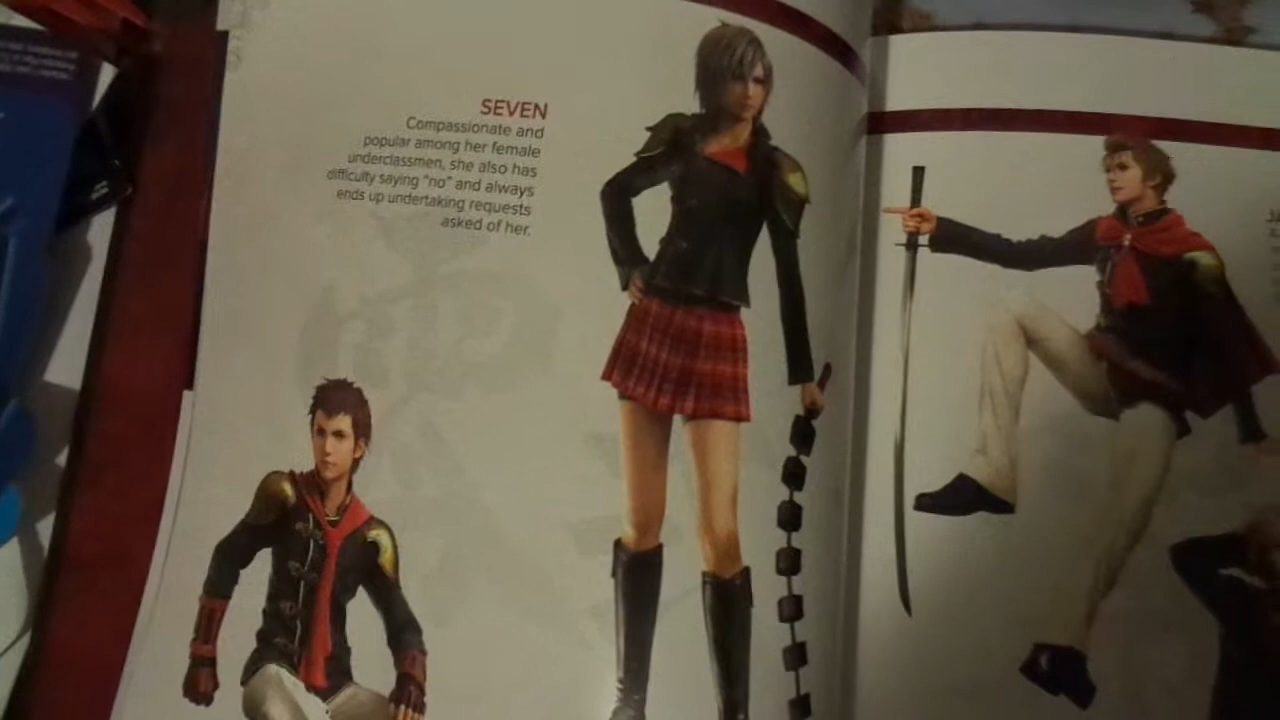 SEVEN
Compassionate and
popular among her female
underclassmen, she also has
difficulty saying "no" and always
ends up undertaking requests
asked of her.